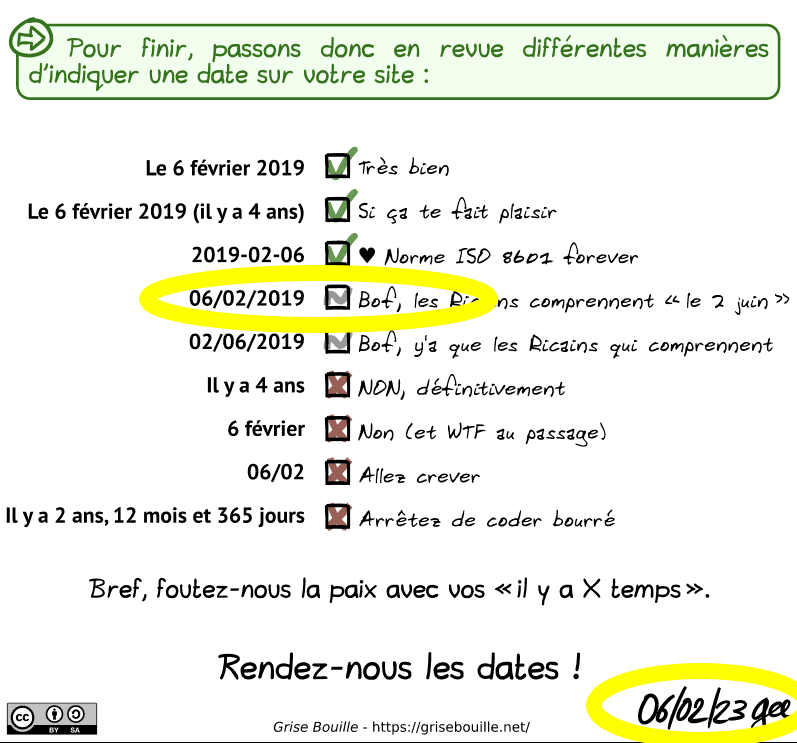 Pour finir, passons donc en revue différentes manières
d'indiquer une date sur votre site :
Le 6 février 2019 Très bien
Le 6 février 2019 (il y a 4 ans) Si ça te fait plaisir
2019-02-06 ♥ Norme ISO 8601 forever
06/02/2019 Bof, les Ricains comprennent « le 2 juin »
02/06/2019 Bof, y'a que les Ricains qui comprennent
Il y a 4 ans NON, définitivement
6 février Non (et WTF au passage)
06/02 Allez crever
Il y a 2 ans, 12 mois et 365 jours Arrêtez de coder bourré
Bref, foutez-nous la paix avec vos « il y a X temps ».
Rendez-nous les dates !
06/02/23 gee
cc BY SA
Grise Bouille - https://grisebouille.net/